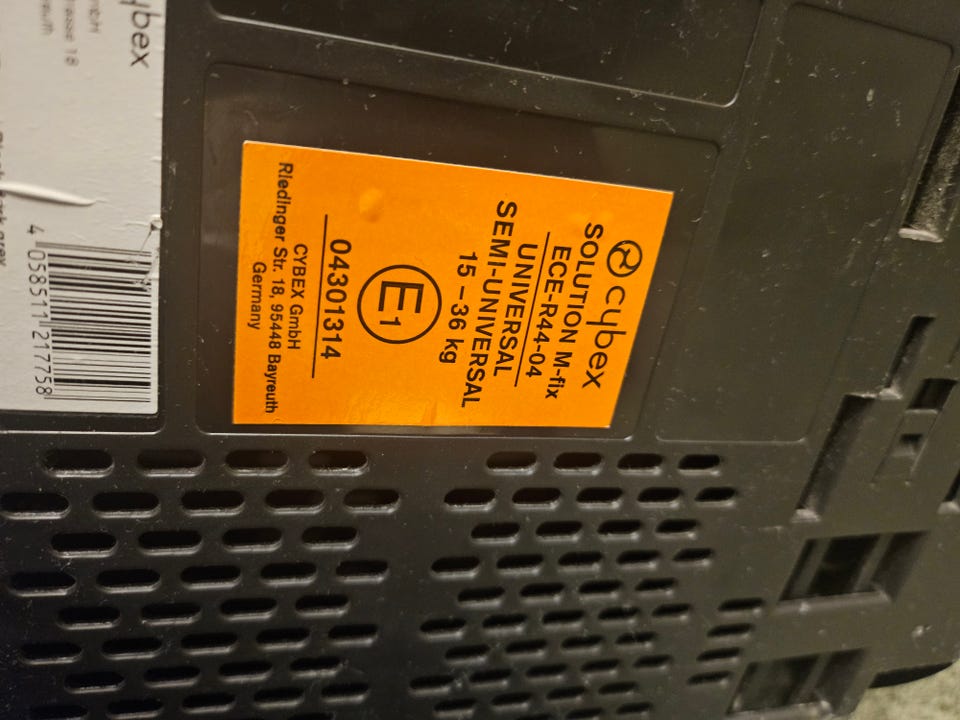 cybex
SOLUTION M-fix
ECE-R44-04
UNIVERSAL
SEMI-UNIVERSAL
15 – 36 kg
E1
04301314
CYBEX GmbH
Riedinger Str. 18, 95448 Bayreuth
Germany
cybex
4 058511 217758